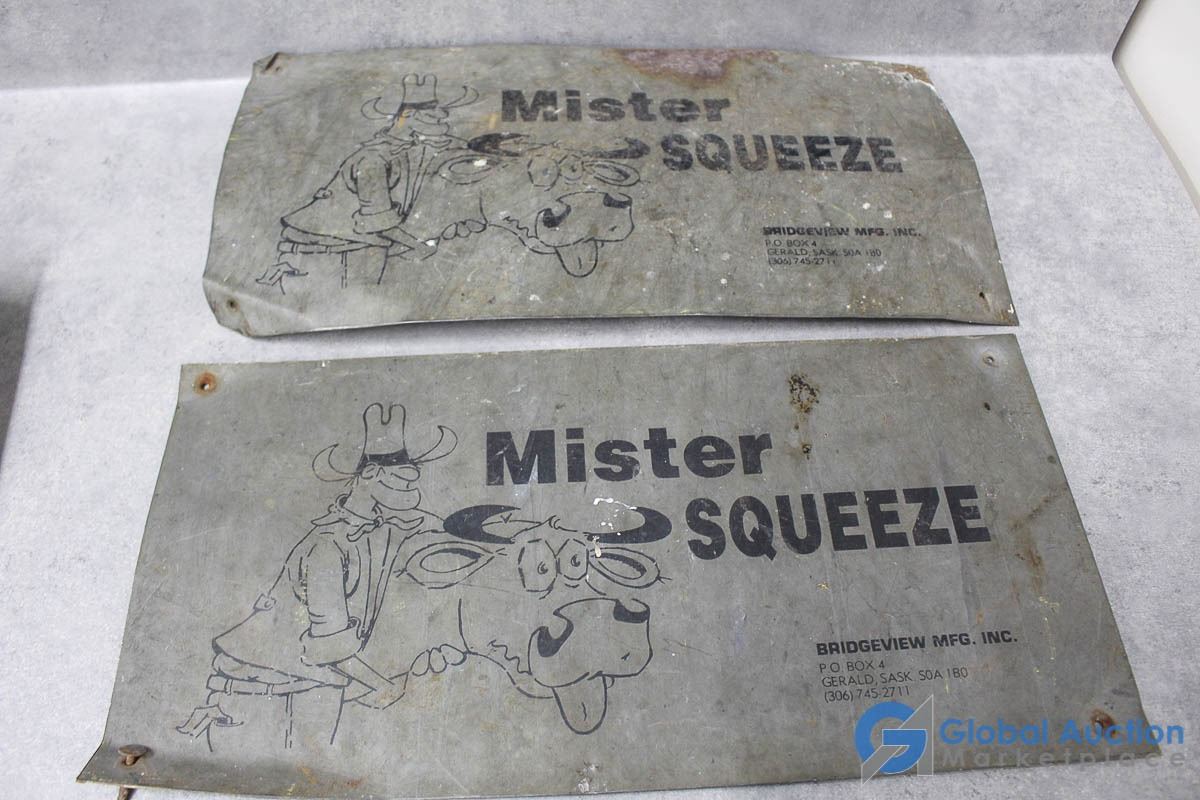 Mister
SQUEEZE
BRIDGEVIEW MFG. INC.
P.O. BOX 4
GERALD, SASK. S0A 1B0
(306) 745-2711
Mister
SQUEEZE
BRIDGEVIEW MFG. INC.
P.O. BOX 4
GERALD, SASK. S0A 1B0
(306) 745-2711
Global Auction
Marketplace